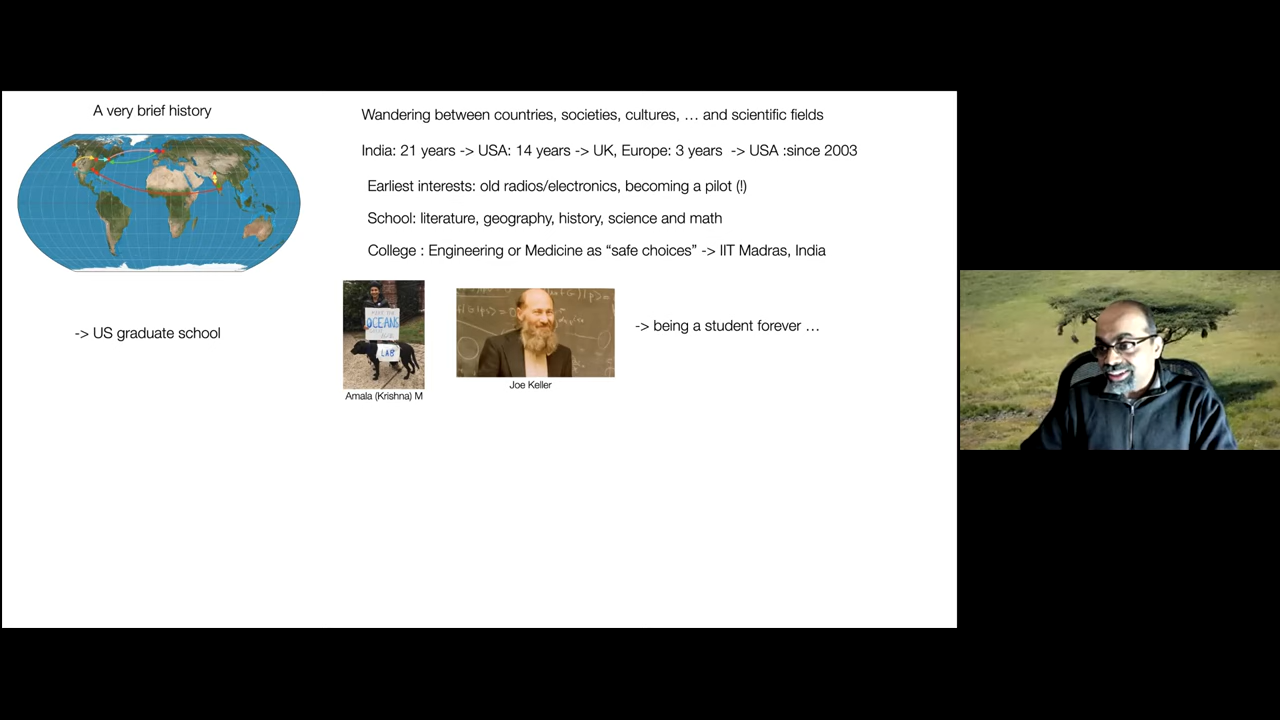 A very brief history
Wandering between countries, societies, cultures, … and scientific fields
India: 21 years -> USA: 14 years -> UK, Europe: 3 years -> USA :since 2003
Earliest interests: old radios/electronics, becoming a pilot (!)
School: literature, geography, history, science and math
College : Engineering or Medicine as “safe choices” -> IIT Madras, India
-> US graduate school
OCEANS
LAB
Amala (Krishna) M
Joe Keller
-> being a student forever …